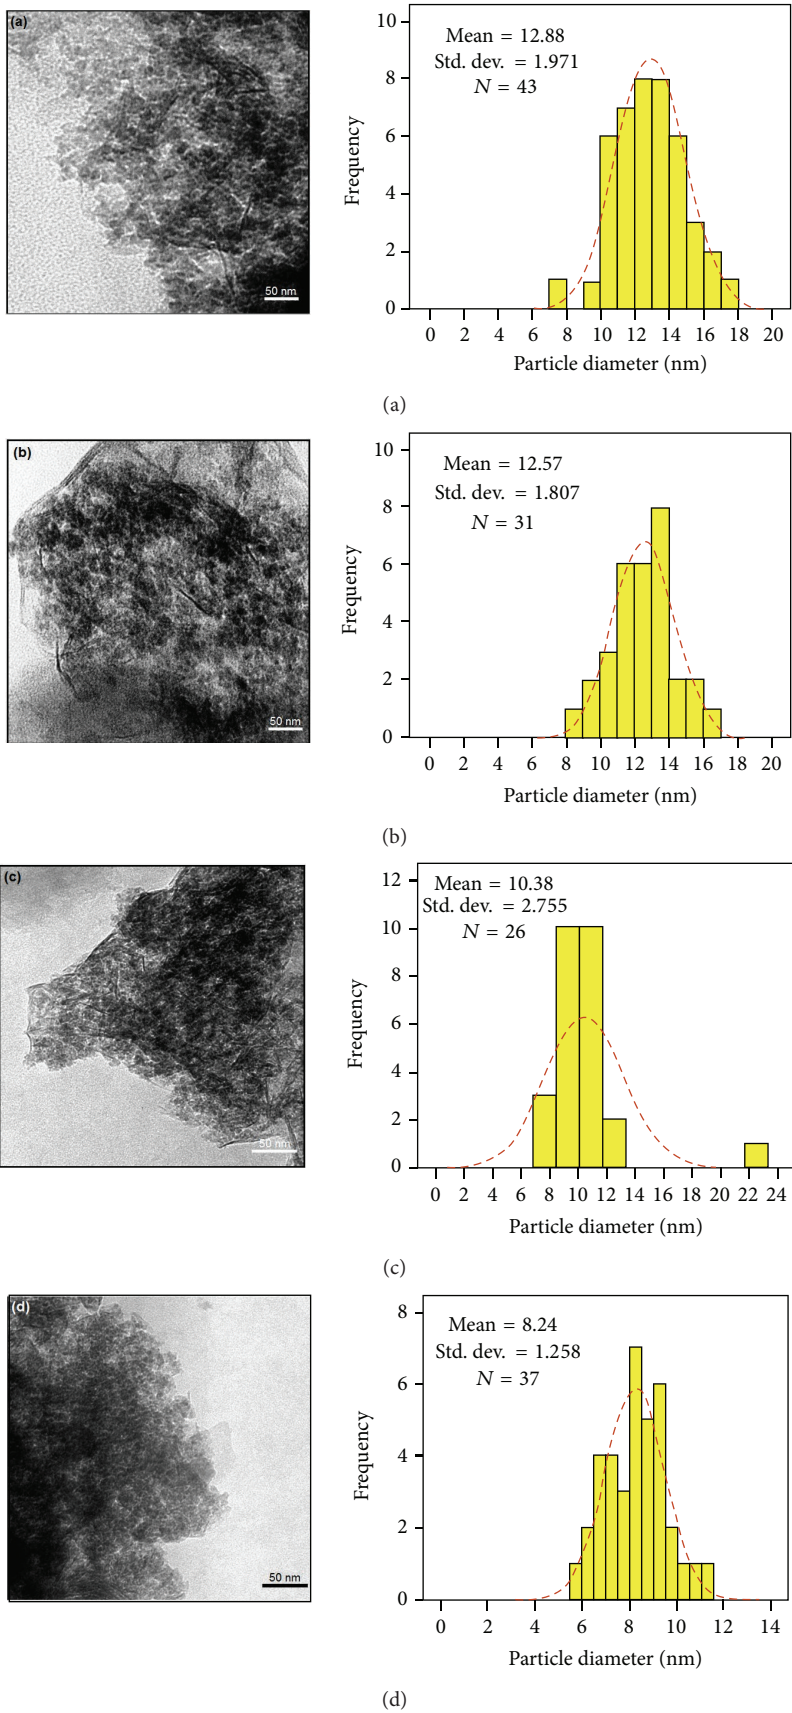 (a)
50 nm
Mean = 12.88
Std. dev. = 1.971
N = 43
Frequency
10
8
6
4
2
0
0 2 4 6 8 10 12 14 16 18 20
Particle diameter (nm)
(a)
(b)
50 nm
Mean = 12.57
Std. dev. = 1.807
N = 31
Frequency
10
8
6
4
2
0
0 2 4 6 8 10 12 14 16 18 20
Particle diameter (nm)
(b)
(c)
50 nm
Mean = 10.38
Std. dev. = 2.755
N = 26
Frequency
12
10
8
6
4
2
0
0 2 4 6 8 10 12 14 16 18 20 22 24
Particle diameter (nm)
(c)
(d)
50 nm
Mean = 8.24
Std. dev. = 1.258
N = 37
Frequency
8
6
4
2
0
0 2 4 6 8 10 12 14
Particle diameter (nm)
(d)